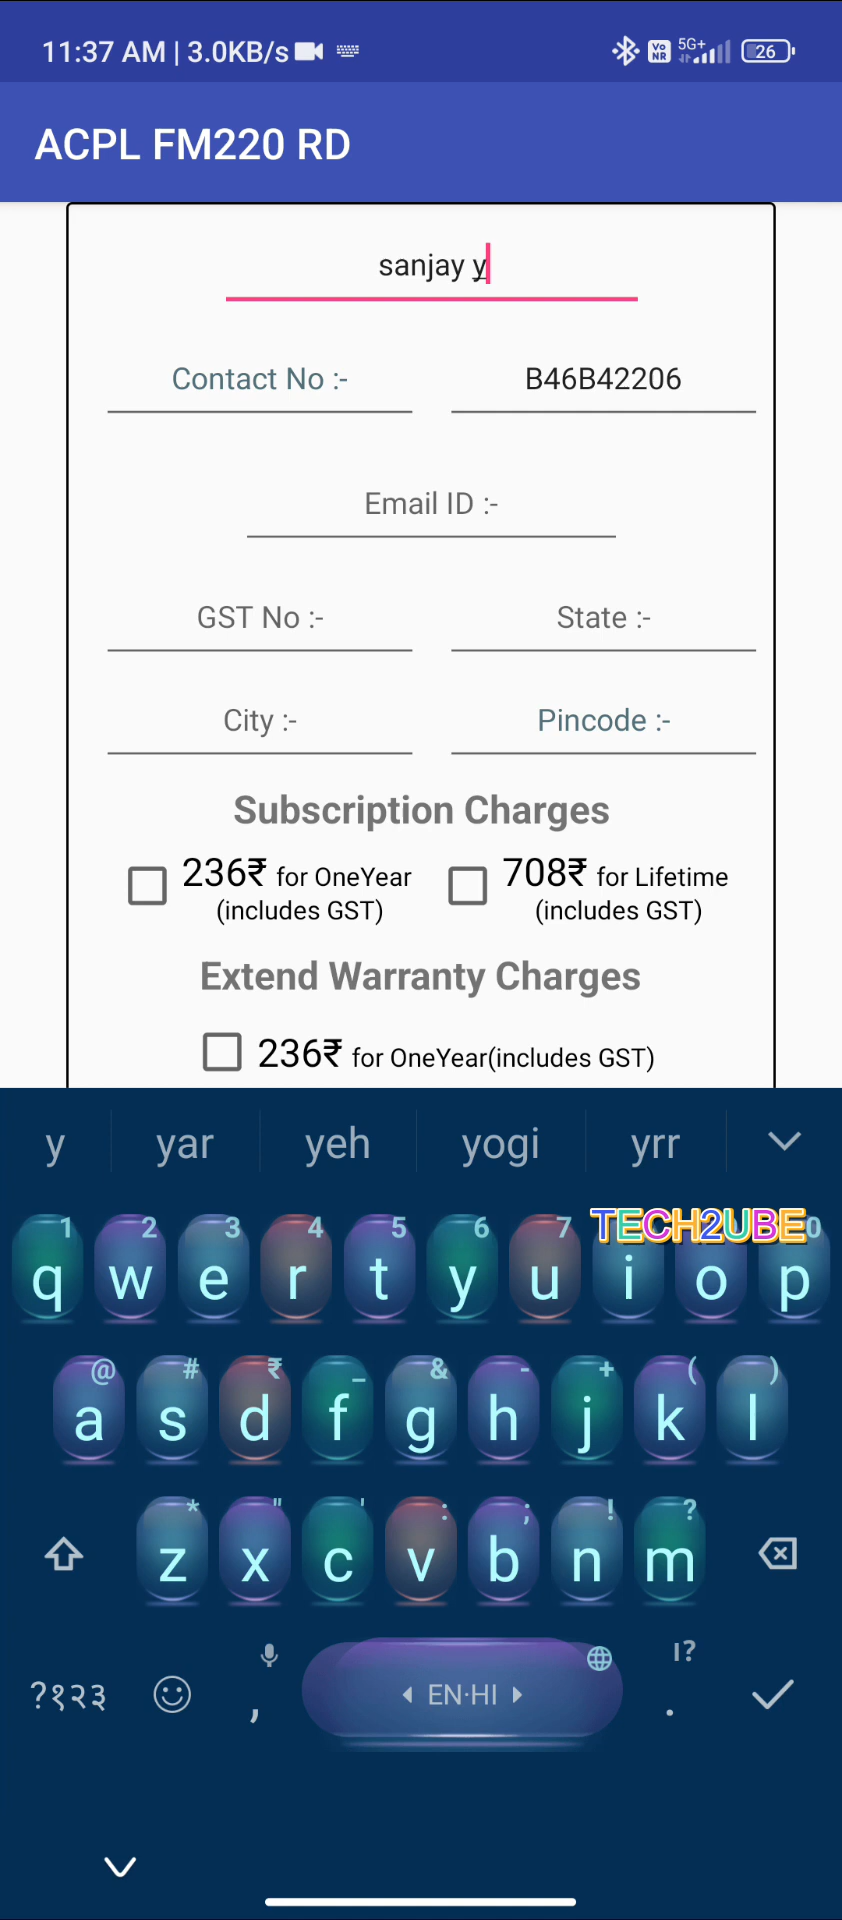 11:37 AM | 3.0KB/s Vo NR 5G+ 26
ACPL FM220 RD
sanjay y
Contact No :- B46B42206
Email ID :-
GST No :- State :-
City :- Pincode :-
Subscription Charges
236₹ for OneYear 708₹ for Lifetime
(includes GST) (includes GST)
Extend Warranty Charges
236₹ for OneYear(includes GST)
y yar yeh yogi yrr
1 2 3 4 5 6 7 TECH2UBE 0
q w e r t y u i o p
@ # ₹ _ & - + ( )
a s d f g h j k l
* " ' : ; ! ?
z x c v b n m
?१२३ , EN·HI . ।?